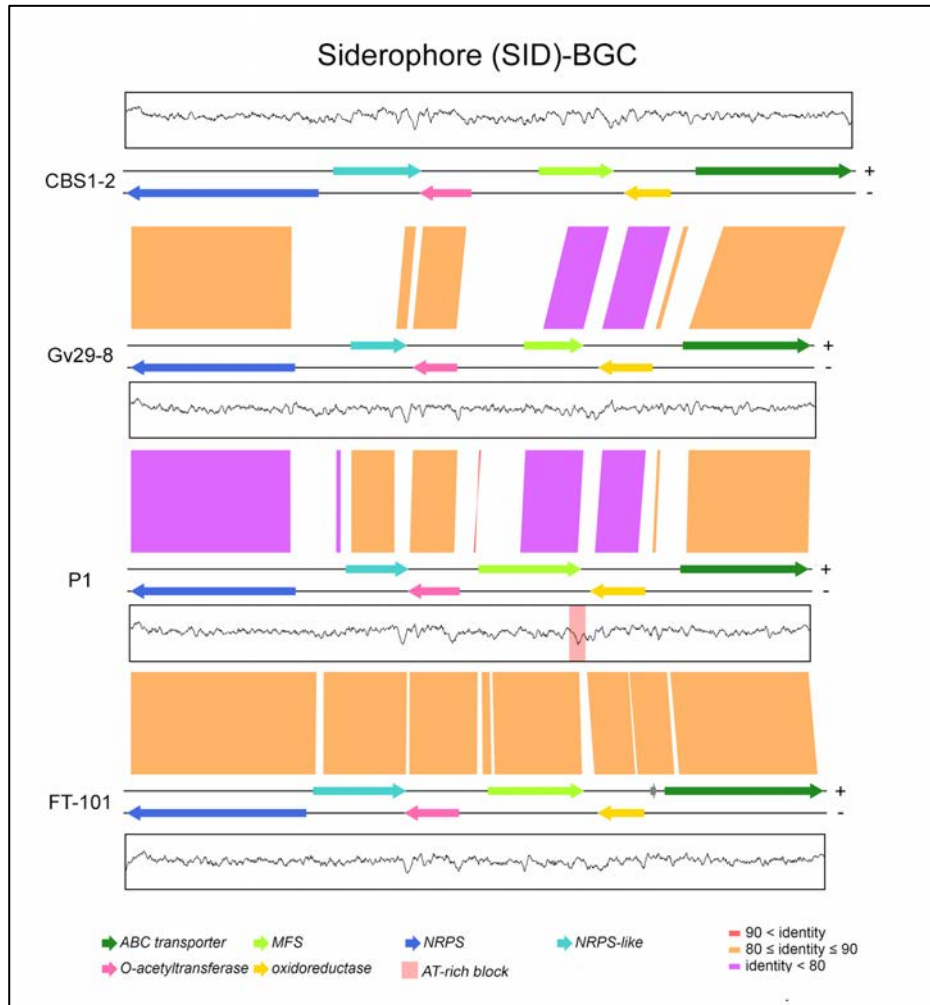 Siderophore (SID)-BGC
CBS1-2
+
-
Gv29-8
+
-
P1
+
-
FT-101
+
-
ABC transporter MFS NRPS NRPS-like
O-acetyltransferase oxidoreductase AT-rich block
90 < identity
80 ≤ identity ≤ 90
identity < 80